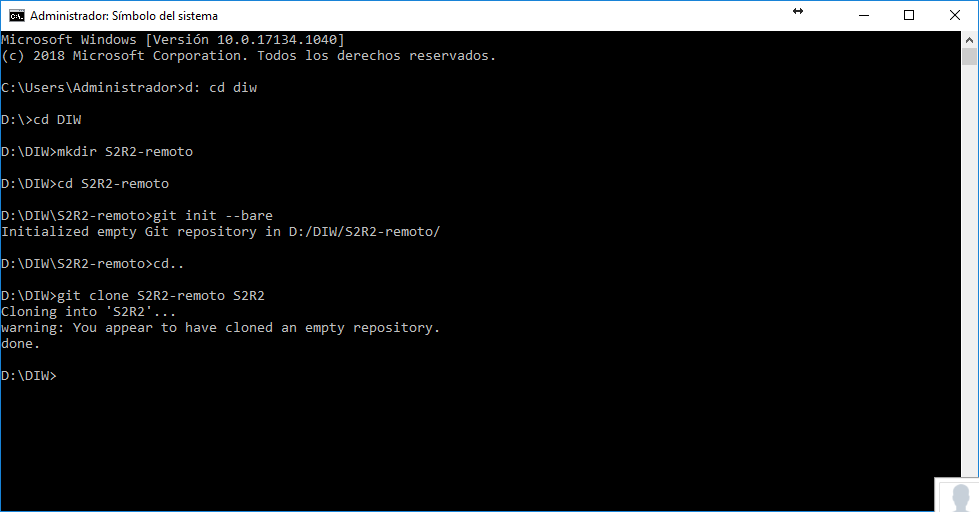 Administrador: Símbolo del sistema
Microsoft Windows [Versión 10.0.17134.1040]
(c) 2018 Microsoft Corporation. Todos los derechos reservados.
C:\Users\Administrador>d: cd diw
D:\>cd DIW
D:\DIW>mkdir S2R2-remoto
D:\DIW>cd S2R2-remoto
D:\DIW\S2R2-remoto>git init --bare
Initialized empty Git repository in D:/DIW/S2R2-remoto/
D:\DIW\S2R2-remoto>cd..
D:\DIW>git clone S2R2-remoto S2R2
Cloning into 'S2R2'...
warning: You appear to have cloned an empty repository.
done.
D:\DIW>